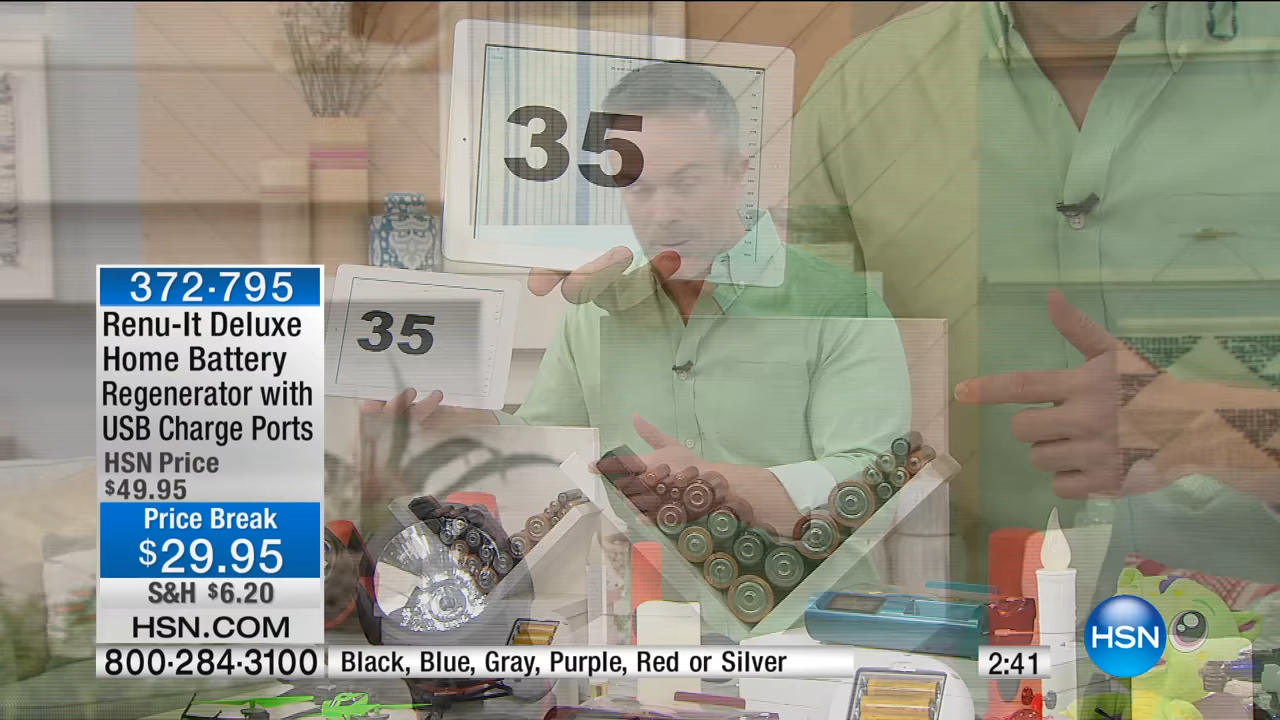 35
35
372·795
Renu-It Deluxe
Home Battery
Regenerator with
USB Charge Ports
HSN Price
$49.95
Price Break
$29.95
S&H $6.20
HSN.COM
800·284·3100
Black, Blue, Gray, Purple, Red or Silver
2:41
HSN